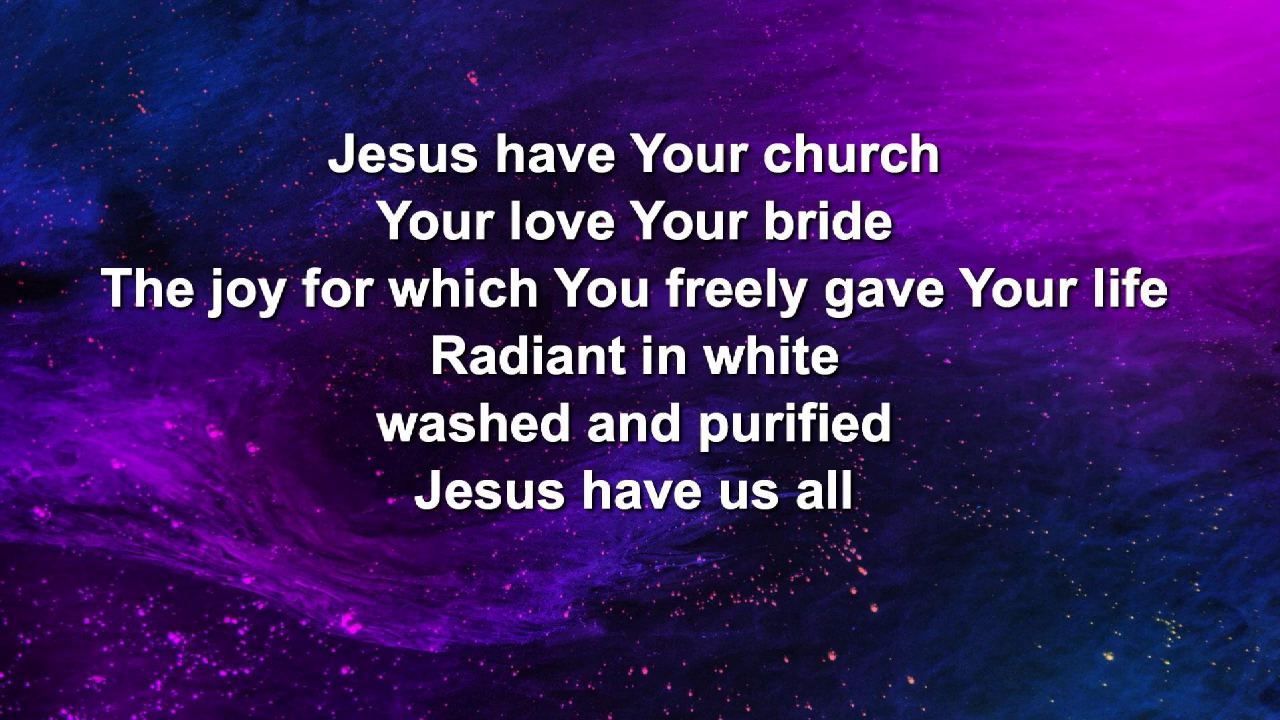 Jesus have Your church
Your love Your bride
The joy for which You freely gave Your life
Radiant in white
washed and purified
Jesus have us all